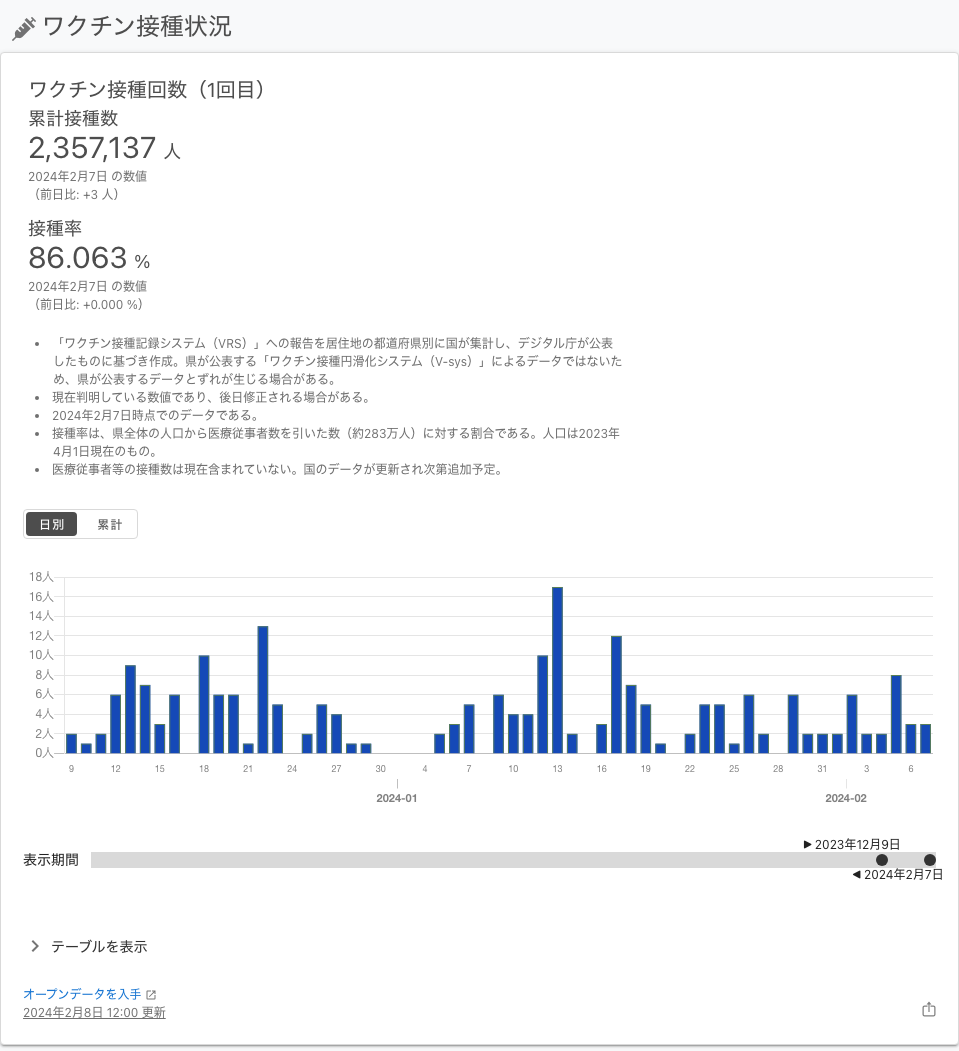 ワクチン接種状況
ワクチン接種回数（1回目）
累計接種数
2,357,137 人
2024年2月7日 の数値
（前日比: +3 人）
接種率
86.063 %
2024年2月7日 の数値
（前日比: +0.000 %）
• 「ワクチン接種記録システム（VRS）」への報告を居住地の都道府県別に国が集計し、デジタル庁が公表
したものに基づき作成。県が公表する「ワクチン接種円滑化システム（V-sys）」によるデータではないた
め、県が公表するデータとずれが生じる場合がある。
• 現在判明している数値であり、後日修正される場合がある。
• 2024年2月7日時点でのデータである。
• 接種率は、県全体の人口から医療従事者数を引いた数（約283万人）に対する割合である。人口は2023年
4月1日現在のもの。
• 医療従事者等の接種数は現在含まれていない。国のデータが更新され次第追加予定。
日別 累計
18人
16人
14人
12人
10人
8人
6人
4人
2人
0人
9 12 15 18 21 24 27 30 4 7 10 13 16 19 22 25 28 31 3 6
2024-01 2024-02
▶ 2023年12月9日
表示期間
◀ 2024年2月7日
テーブルを表示
オープンデータを入手
2024年2月8日 12:00 更新